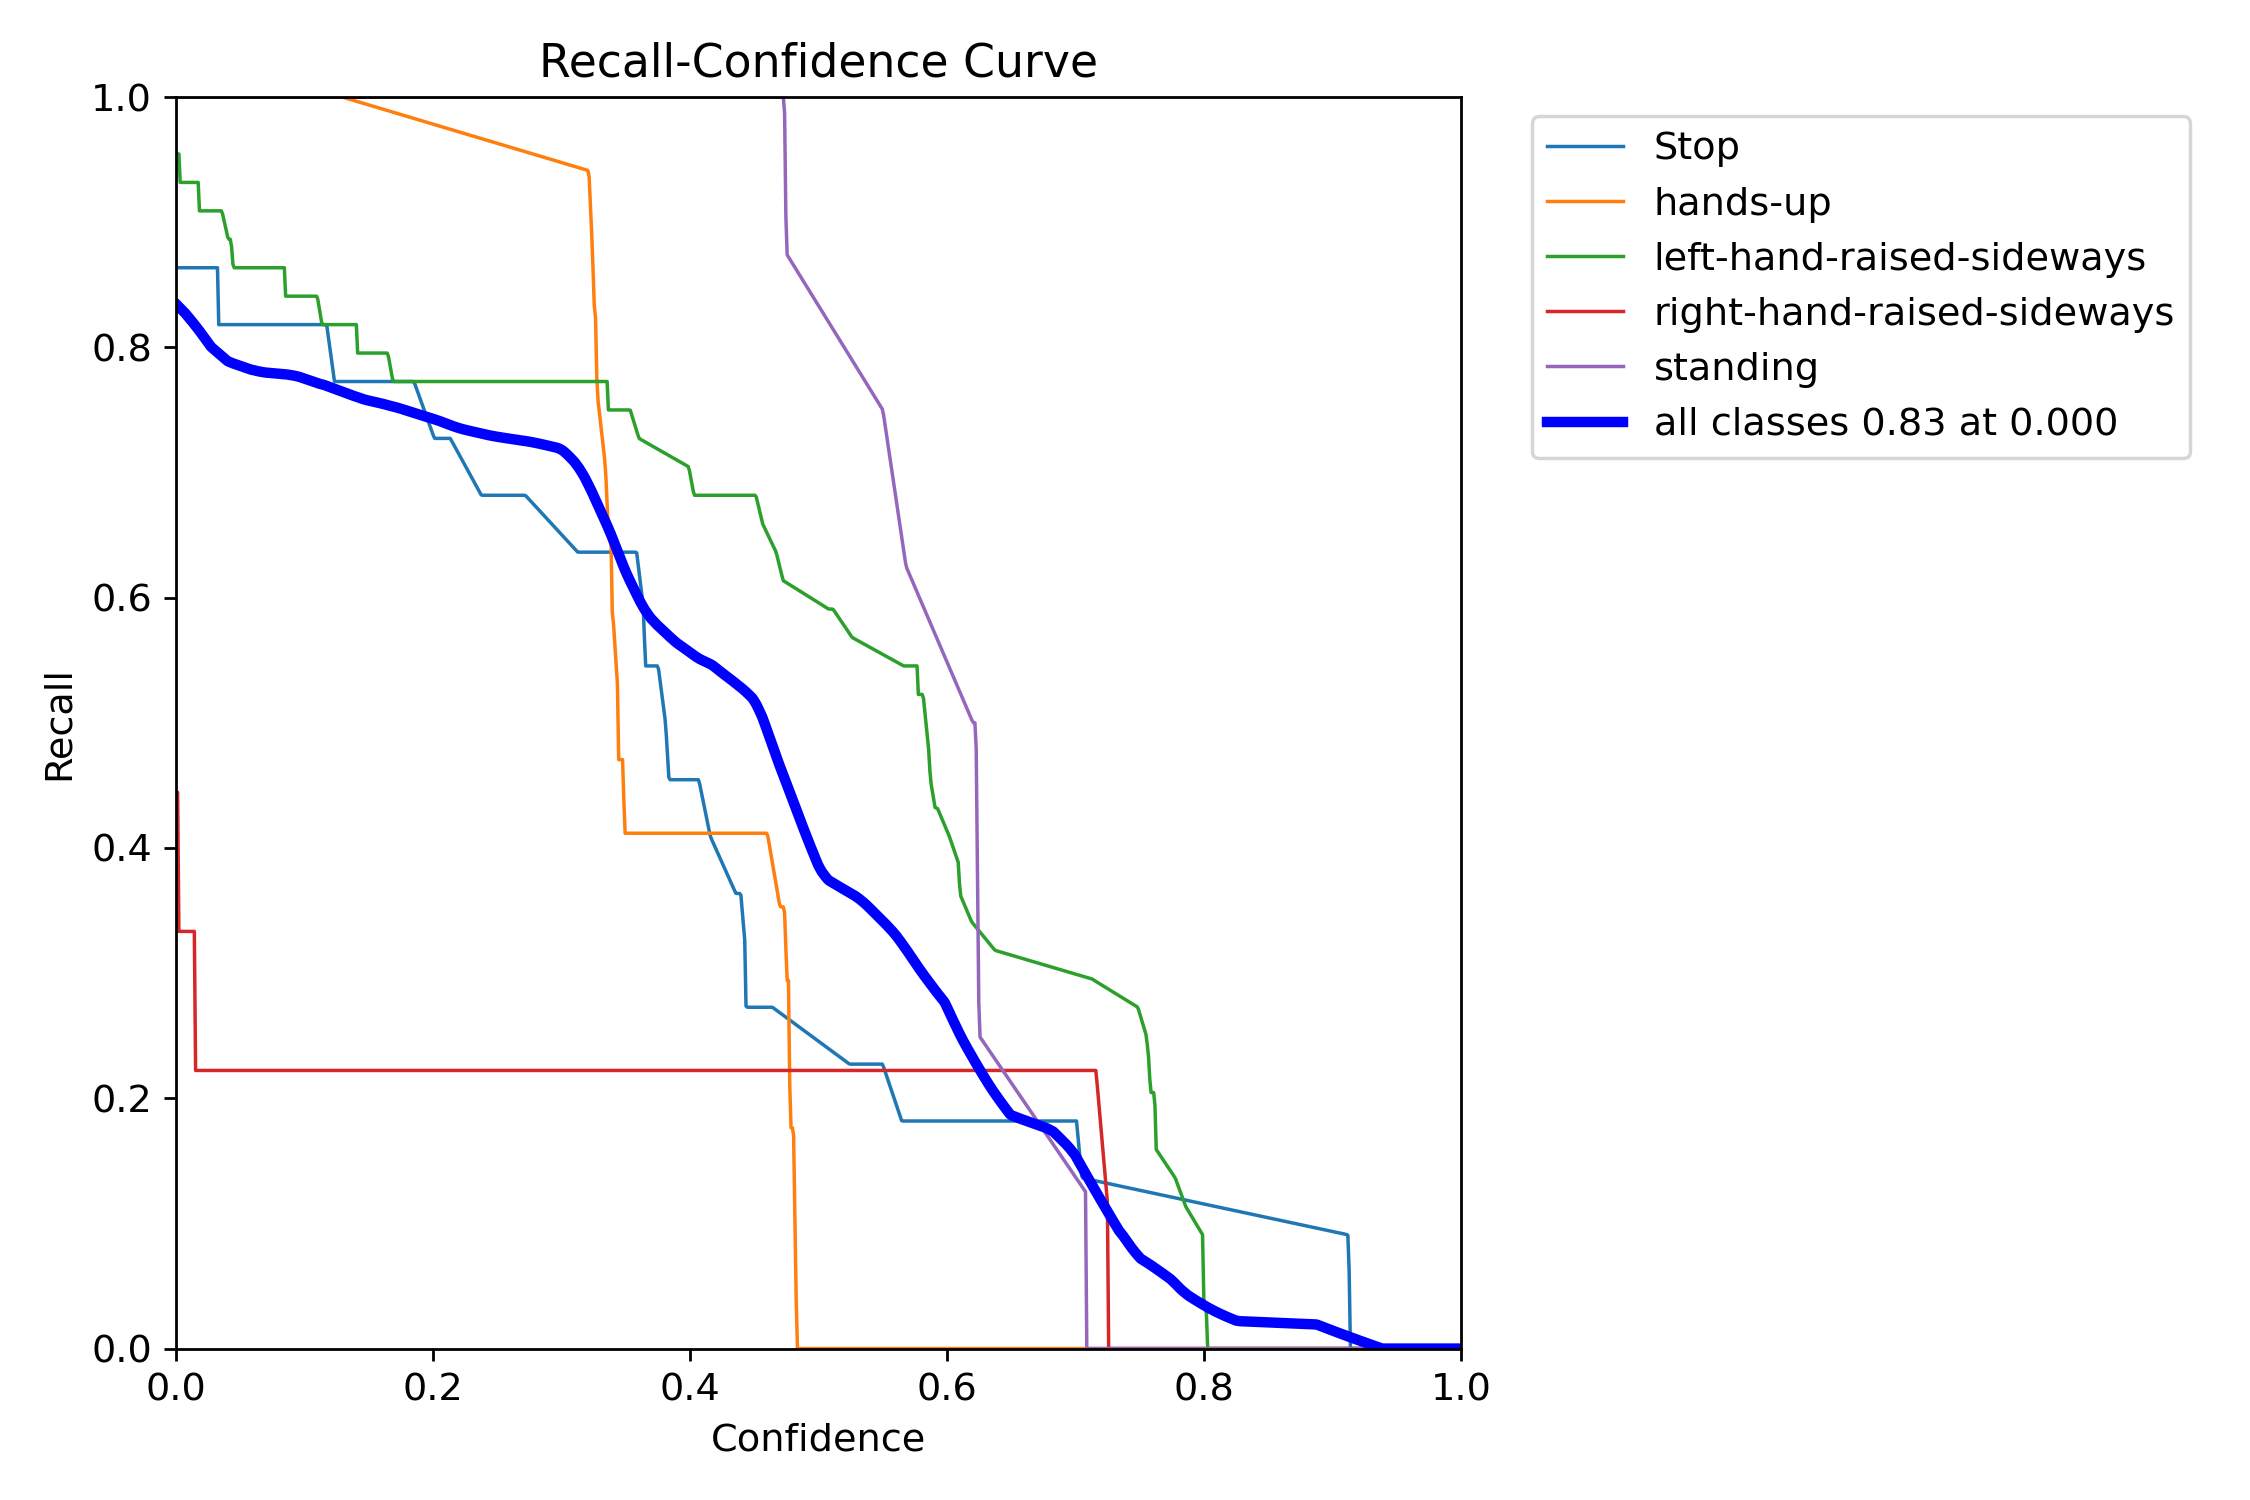 Recall-Confidence Curve
1.0
0.8
0.6
0.4
0.2
0.0
Recall
0.0 0.2 0.4 0.6 0.8 1.0
Confidence
Stop
hands-up
left-hand-raised-sideways
right-hand-raised-sideways
standing
all classes 0.83 at 0.000